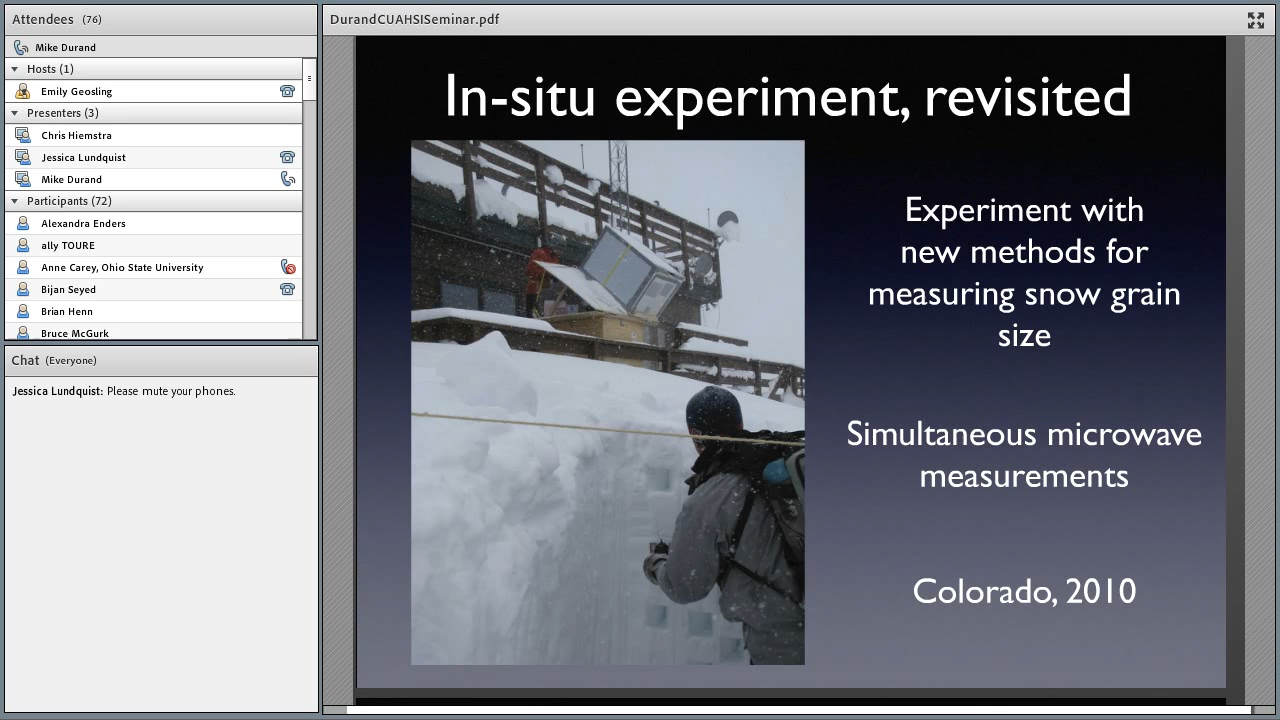 Attendees (76)
Mike Durand
Hosts (1)
Emily Geosling
Presenters (3)
Chris Hiemstra
Jessica Lundquist
Mike Durand
Participants (72)
Alexandra Enders
ally TOURE
Anne Carey, Ohio State University
Bijan Seyed
Brian Henn
Bruce McGurk
Chat (Everyone)
Jessica Lundquist: Please mute your phones.
DurandCUAHSISeminar.pdf
In-situ experiment, revisited
Experiment with
new methods for
measuring snow grain
size
Simultaneous microwave
measurements
Colorado, 2010